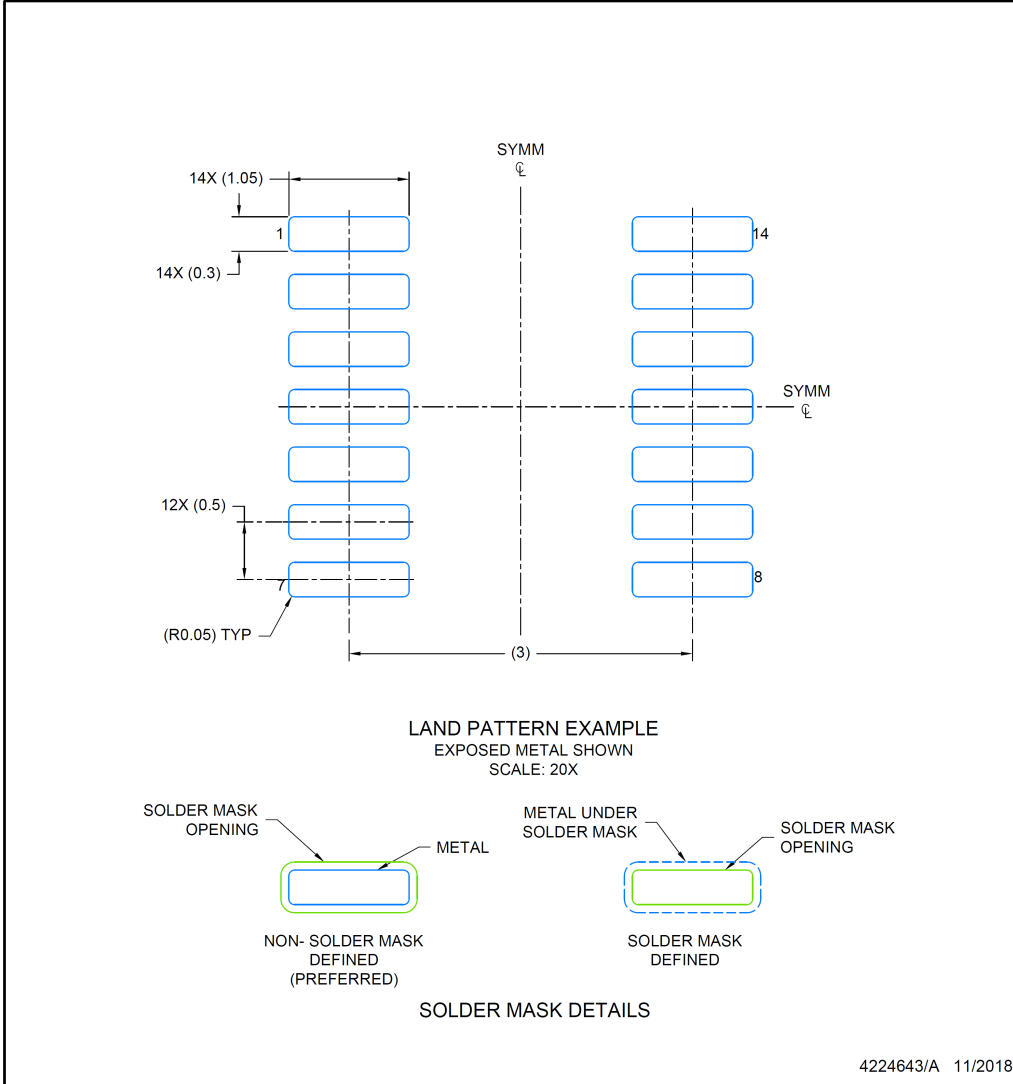 SYMM
℄
14X (1.05)
1
14
14X (0.3)
SYMM
℄
12X (0.5)
7
8
(R0.05) TYP
(3)
LAND PATTERN EXAMPLE
EXPOSED METAL SHOWN
SCALE: 20X
SOLDER MASK
OPENING
METAL
METAL UNDER
SOLDER MASK
SOLDER MASK
OPENING
NON- SOLDER MASK
DEFINED
(PREFERRED)
SOLDER MASK
DEFINED
SOLDER MASK DETAILS
4224643/A 11/2018